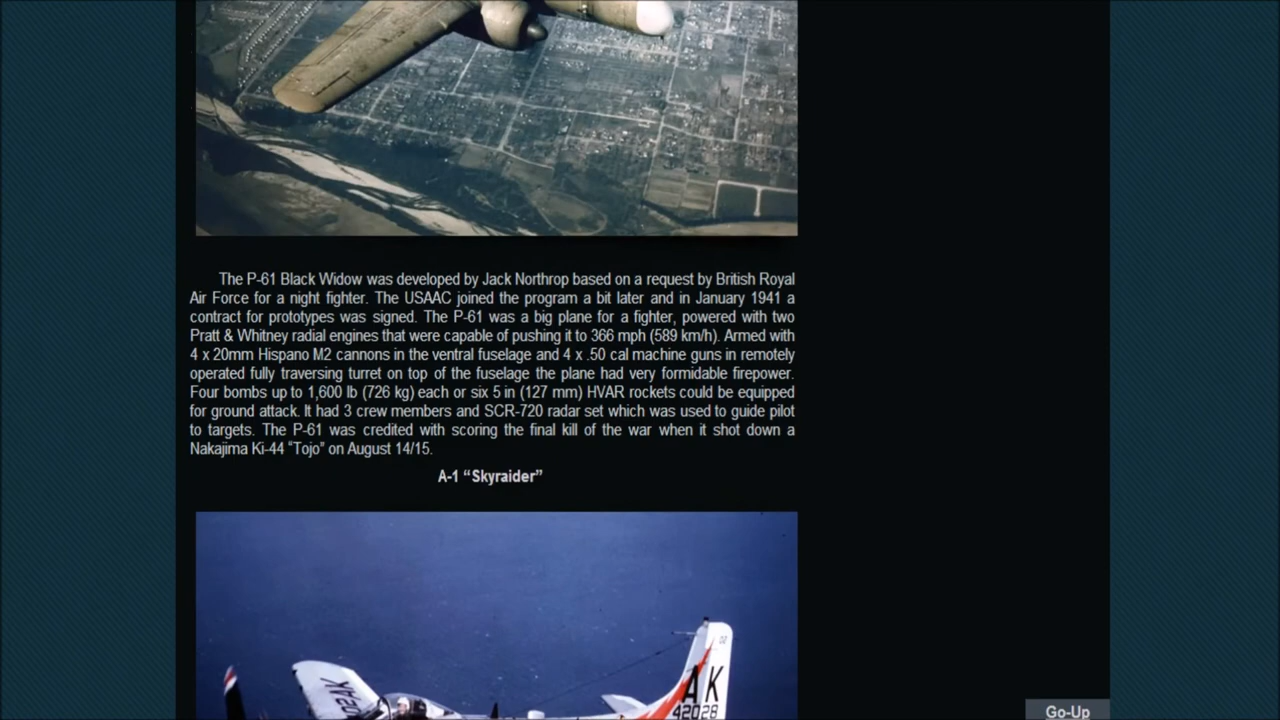 The P-61 Black Widow was developed by Jack Northrop based on a request by British Royal
Air Force for a night fighter. The USAAC joined the program a bit later and in January 1941 a
contract for prototypes was signed. The P-61 was a big plane for a fighter, powered with two
Pratt & Whitney radial engines that were capable of pushing it to 366 mph (589 km/h). Armed with
4 x 20mm Hispano M2 cannons in the ventral fuselage and 4 x .50 cal machine guns in remotely
operated fully traversing turret on top of the fuselage the plane had very formidable firepower.
Four bombs up to 1,600 lb (726 kg) each or six 5 in (127 mm) HVAR rockets could be equipped
for ground attack. It had 3 crew members and SCR-720 radar set which was used to guide pilot
to targets. The P-61 was credited with scoring the final kill of the war when it shot down a
Nakajima Ki-44 “Tojo” on August 14/15.
A-1 “Skyraider”
AK
42028
Go-Up